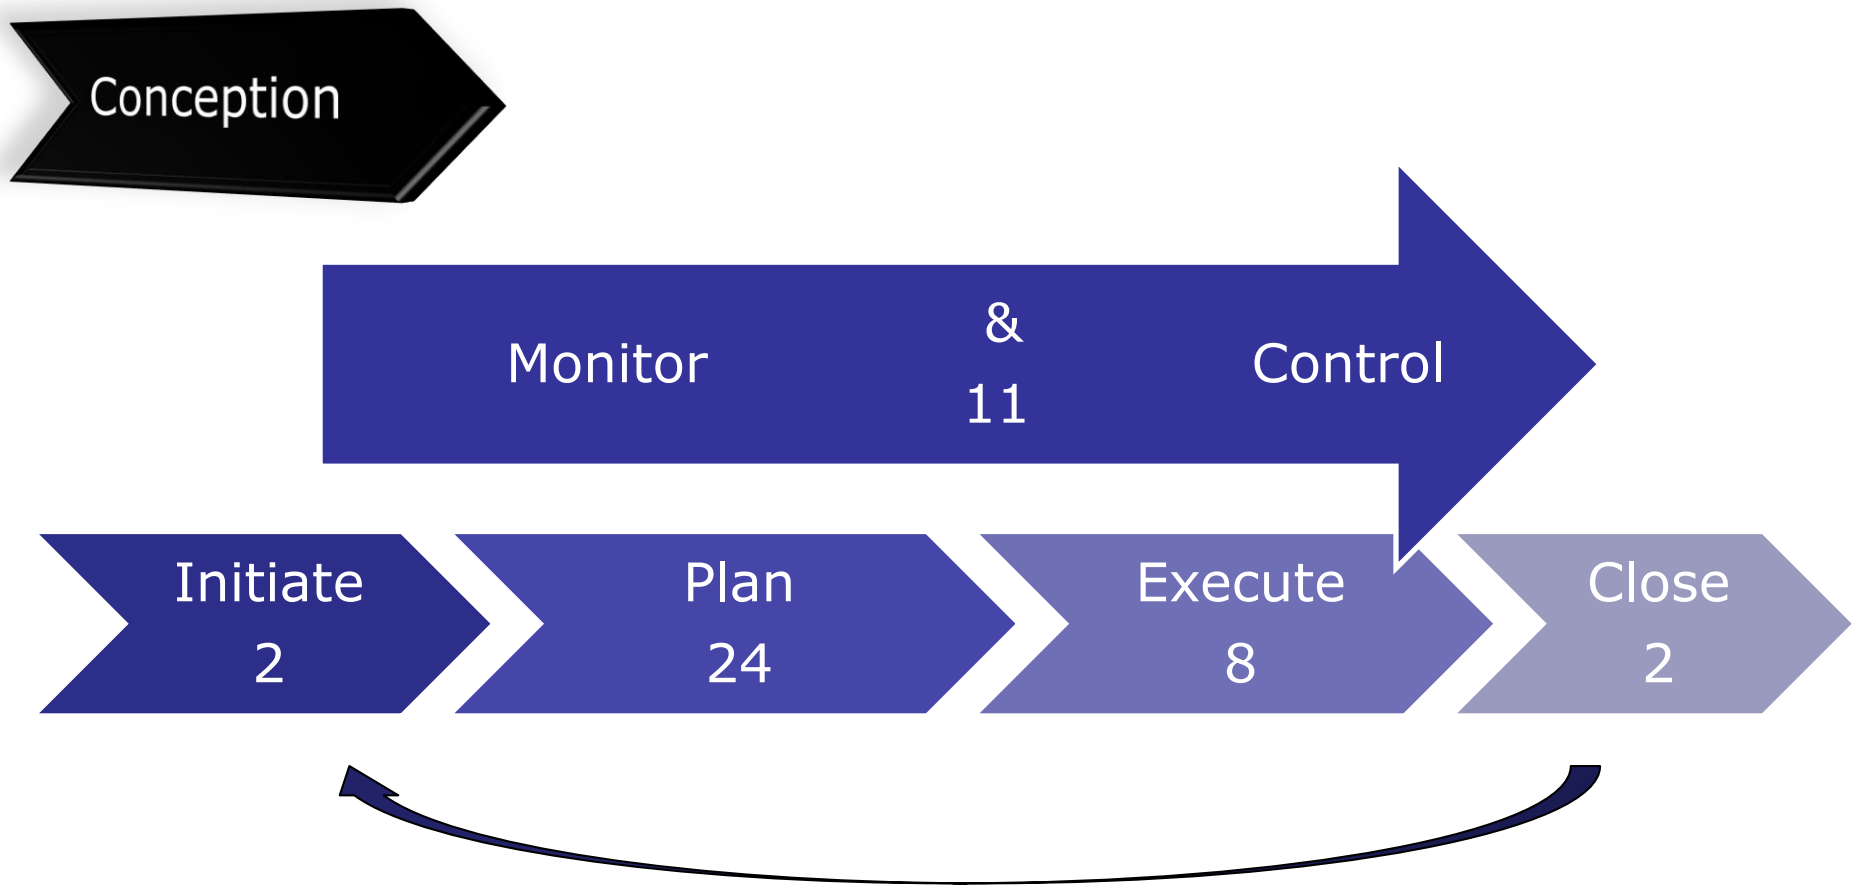 Conception
Monitor & Control
11
Initiate
2
Plan
24
Execute
8
Close
2